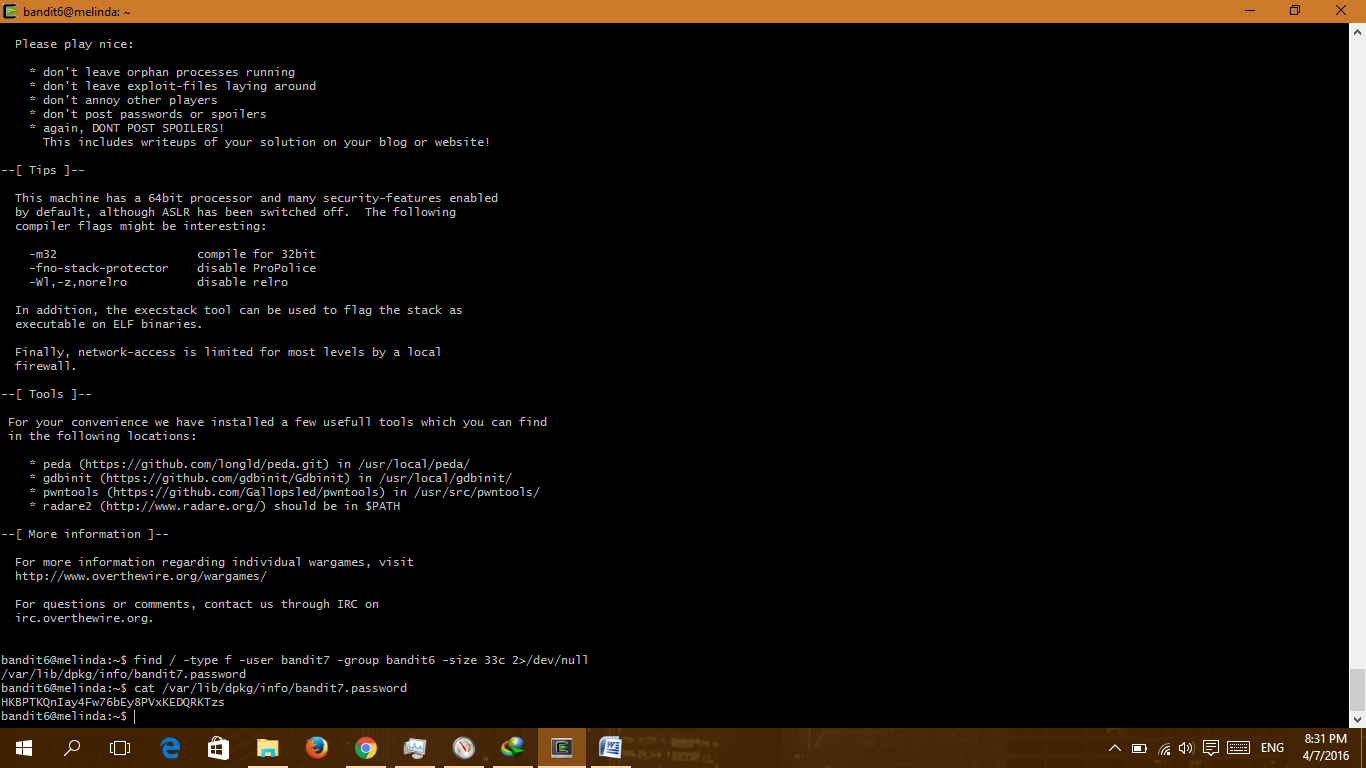 bandit6@melinda: ~
Please play nice:
* don't leave orphan processes running
* don't leave exploit-files laying around
* don't annoy other players
* don't post passwords or spoilers
* again, DONT POST SPOILERS!
This includes writeups of your solution on your blog or website!
--[ Tips ]--
This machine has a 64bit processor and many security-features enabled
by default, although ASLR has been switched off.  The following
compiler flags might be interesting:
-m32                    compile for 32bit
-fno-stack-protector    disable ProPolice
-Wl,-z,norelro          disable relro
In addition, the execstack tool can be used to flag the stack as
executable on ELF binaries.
Finally, network-access is limited for most levels by a local
firewall.
--[ Tools ]--
For your convenience we have installed a few usefull tools which you can find
in the following locations:
* peda (https://github.com/longld/peda.git) in /usr/local/peda/
* gdbinit (https://github.com/gdbinit/Gdbinit) in /usr/local/gdbinit/
* pwntools (https://github.com/Gallopsled/pwntools) in /usr/src/pwntools/
* radare2 (http://www.radare.org/) should be in $PATH
--[ More information ]--
For more information regarding individual wargames, visit
http://www.overthewire.org/wargames/
For questions or comments, contact us through IRC on
irc.overthewire.org.
bandit6@melinda:~$ find / -type f -user bandit7 -group bandit6 -size 33c 2>/dev/null
/var/lib/dpkg/info/bandit7.password
bandit6@melinda:~$ cat /var/lib/dpkg/info/bandit7.password
HKBPTKQnIay4Fw76bEy8PVxKEDQRKTzs
bandit6@melinda:~$
ENG
8:31 PM
4/7/2016